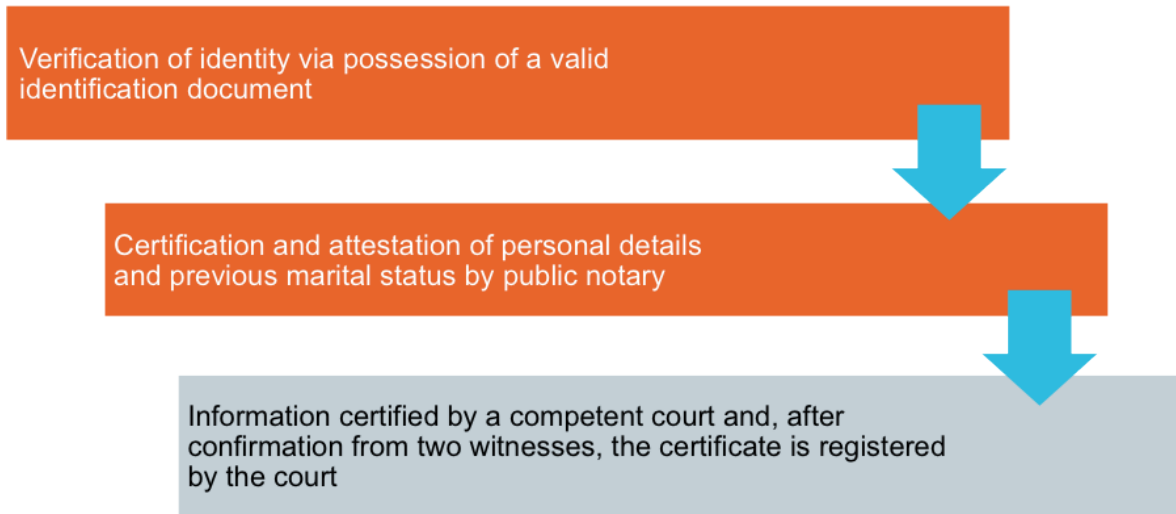 Verification of identity via possession of a valid
identification document
Certification and attestation of personal details
and previous marital status by public notary
Information certified by a competent court and, after
confirmation from two witnesses, the certificate is registered
by the court